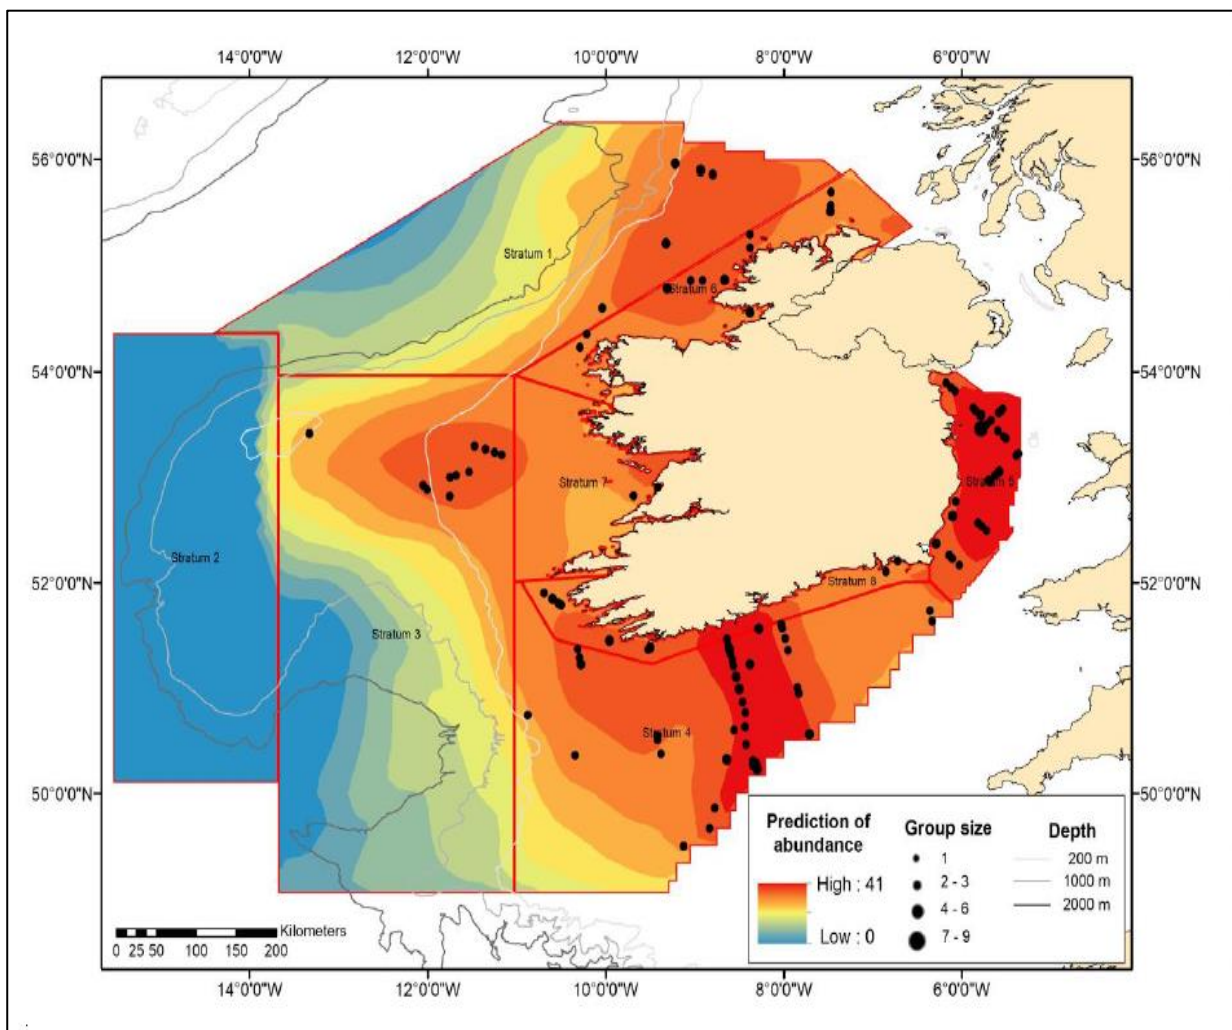 14°0'0"W 12°0'0"W 10°0'0"W 8°0'0"W 6°0'0"W
56°0'0"N 56°0'0"N
Stratum 1
Stratum 6
54°0'0"N 54°0'0"N
Stratum 7
Stratum 5
Stratum 2
Stratum 8
52°0'0"N 52°0'0"N
Stratum 3
Stratum 4
50°0'0"N 50°0'0"N
Prediction of abundance
High : 41
Low : 0
Group size
1
2 - 3
4 - 6
7 - 9
Depth
200 m
1000 m
2000 m
Kilometers
0 25 50 100 150 200
14°0'0"W 12°0'0"W 10°0'0"W 8°0'0"W 6°0'0"W